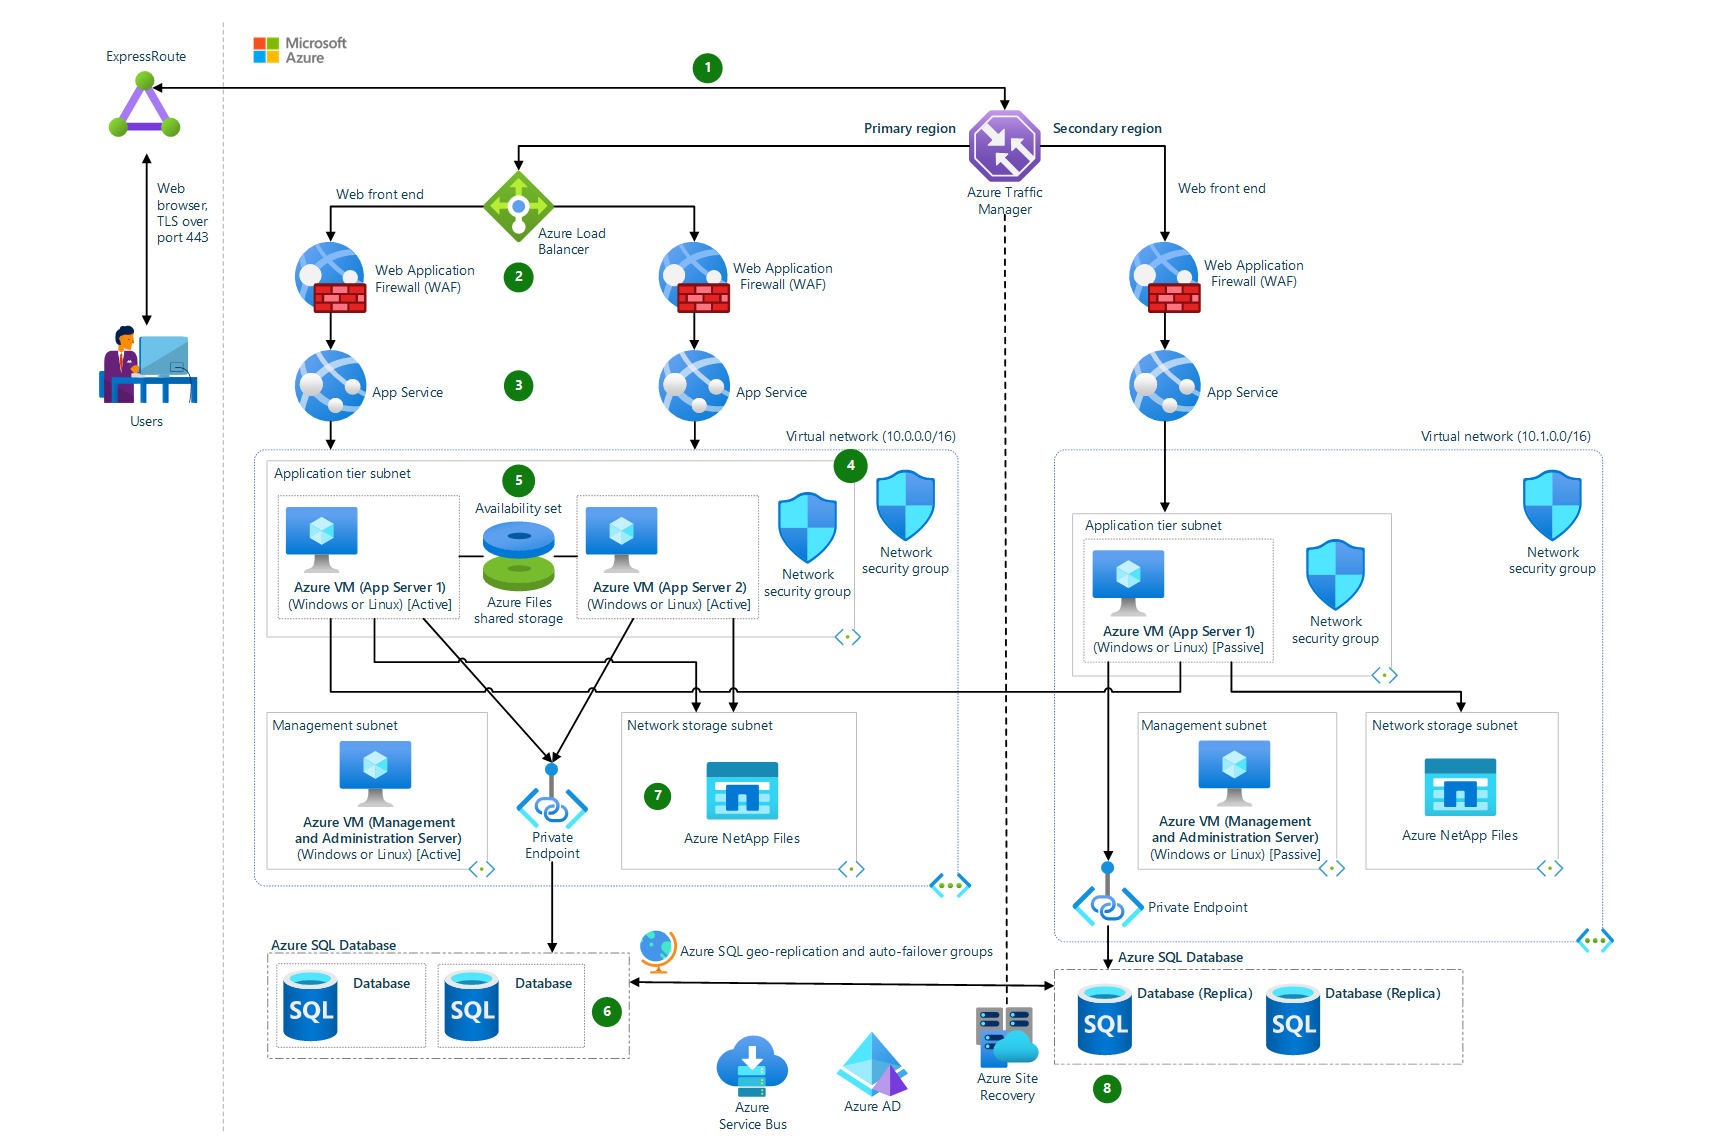 ExpressRoute
Microsoft
Azure
1
Primary region
Secondary region
Azure Traffic
Manager
Web
browser,
TLS over
port 443
Web front end
Web front end
Azure Load
Balancer
2
Web Application
Firewall (WAF)
Web Application
Firewall (WAF)
Web Application
Firewall (WAF)
Users
3
App Service
App Service
App Service
Virtual network (10.0.0.0/16)
Virtual network (10.1.0.0/16)
Application tier subnet
4
5
Availability set
Azure VM (App Server 1)
(Windows or Linux) [Active]
Azure Files
shared storage
Azure VM (App Server 2)
(Windows or Linux) [Active]
Network
security group
Network
security group
Application tier subnet
Azure VM (App Server 1)
(Windows or Linux) [Passive]
Network
security group
Network
security group
Management subnet
Azure VM (Management
and Administration Server)
(Windows or Linux) [Active]
Private
Endpoint
Network storage subnet
7
Azure NetApp Files
Management subnet
Azure VM (Management
and Administration Server)
(Windows or Linux) [Passive]
Network storage subnet
Azure NetApp Files
Private Endpoint
Azure SQL Database
SQL
Database
SQL
Database
6
Azure SQL geo-replication and auto-failover groups
Azure SQL Database
SQL
Database (Replica)
SQL
Database (Replica)
8
Azure
Service Bus
Azure AD
Azure Site
Recovery